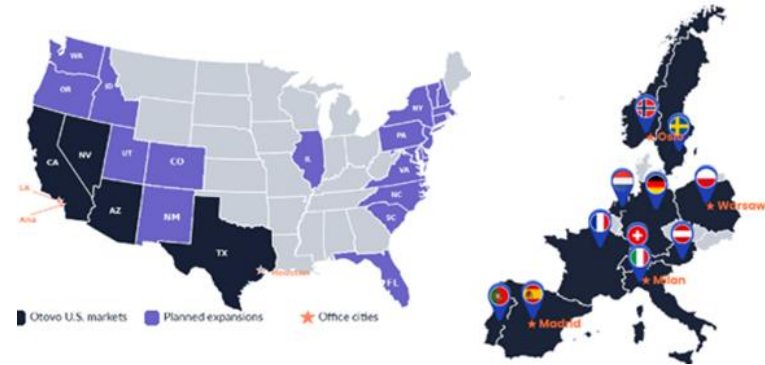 WA
OR
ID
NY
CA
NV
UT
CO
IL
PA
VA
NC
SC
AZ
NM
TX
FL
LA
Houston
Otovo U.S. markets
Planned expansions
Office cities
Oslo
Warsaw
Milan
Madrid